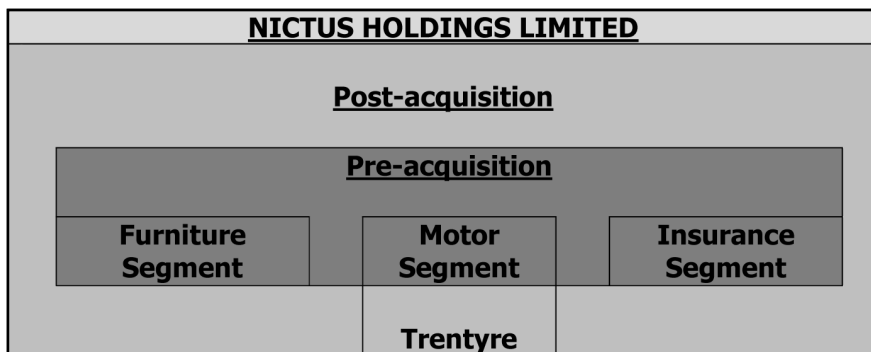 NICTUS HOLDINGS LIMITED
Post-acquisition
Pre-acquisition
Furniture
Segment
Motor
Segment
Insurance
Segment
Trentyre